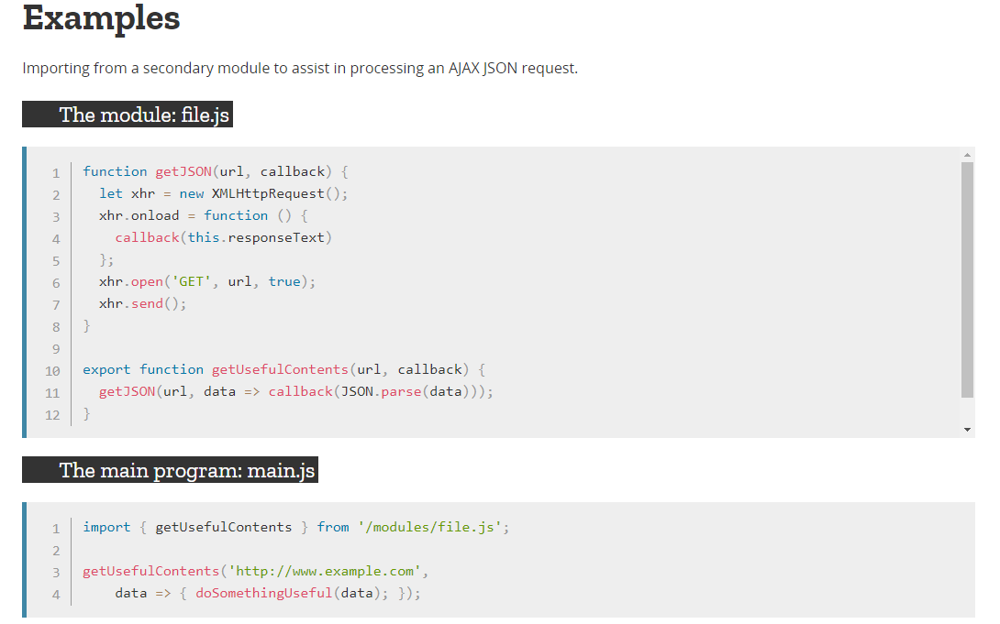 Examples
Importing from a secondary module to assist in processing an AJAX JSON request.
The module: file.js
1 function getJSON(url, callback) {
2   let xhr = new XMLHttpRequest();
3   xhr.onload = function () {
4     callback(this.responseText)
5   };
6   xhr.open('GET', url, true);
7   xhr.send();
8 }
9
10 export function getUsefulContents(url, callback) {
11   getJSON(url, data => callback(JSON.parse(data)));
12 }
The main program: main.js
1 import { getUsefulContents } from '/modules/file.js';
2
3 getUsefulContents('http://www.example.com',
4     data => { doSomethingUseful(data); });